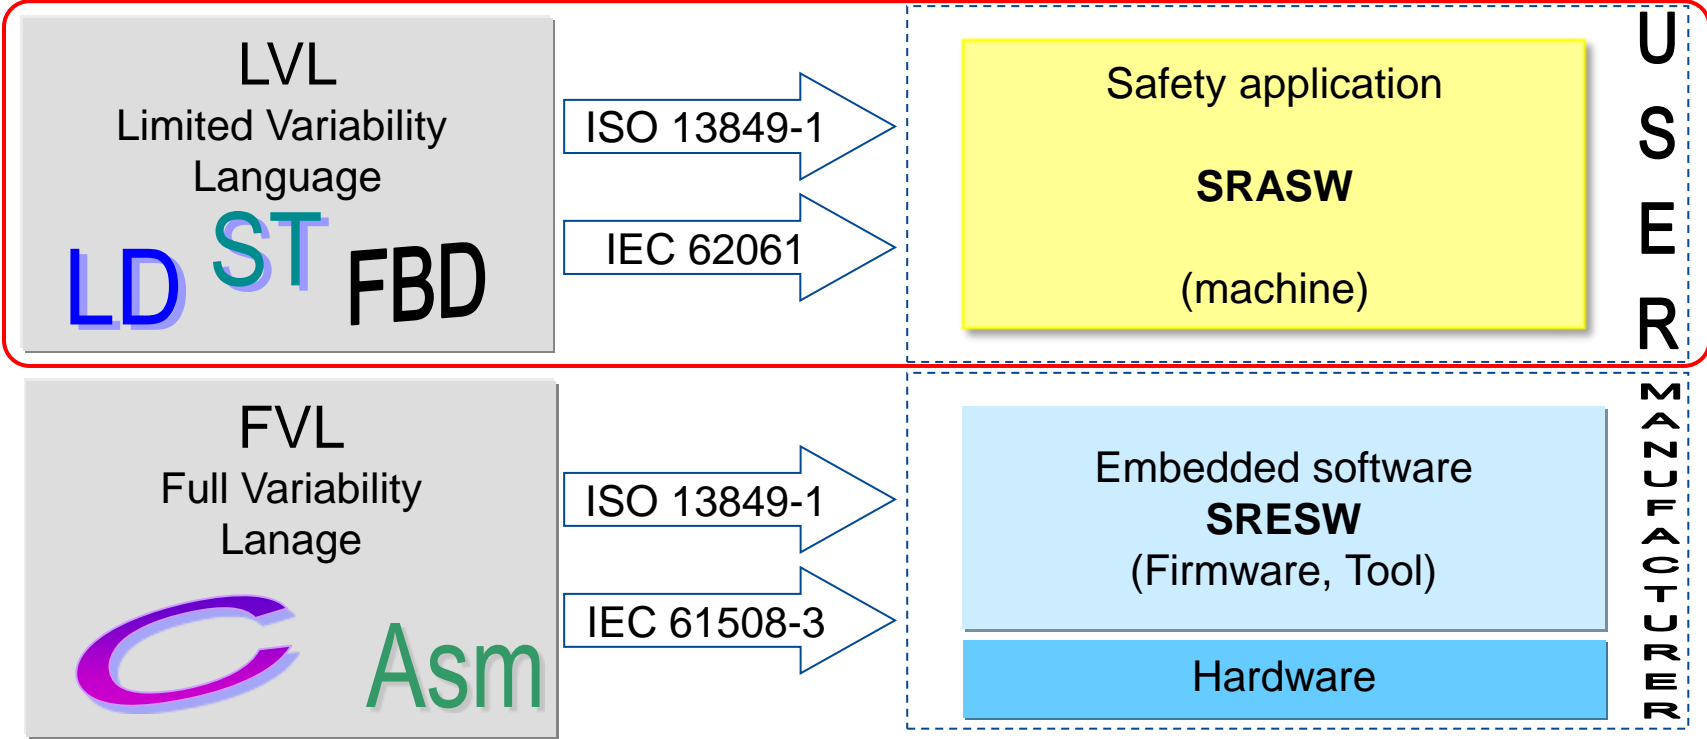 LVL
Limited Variability
Language
LD ST FBD
ISO 13849-1
IEC 62061
Safety application
SRASW
(machine)
USER
FVL
Full Variability
Lanage
C Asm
ISO 13849-1
IEC 61508-3
Embedded software
SRESW
(Firmware, Tool)
Hardware
MANUFACTURER